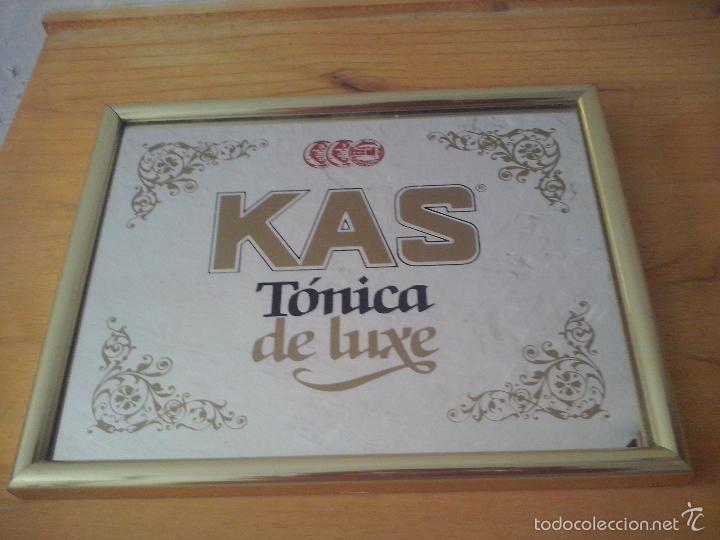 KAS®
Tónica
de luxe
todocoleccion.net